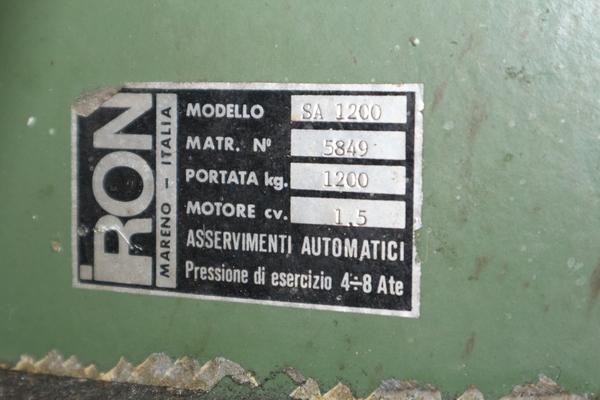 IRON
MARENO - ITALIA
MODELLO SA 1200
MATR. Nº 5849
PORTATA kg. 1200
MOTORE cv. 1,5
ASSERVIMENTI AUTOMATICI
Pressione di esercizio 4÷8 Ate